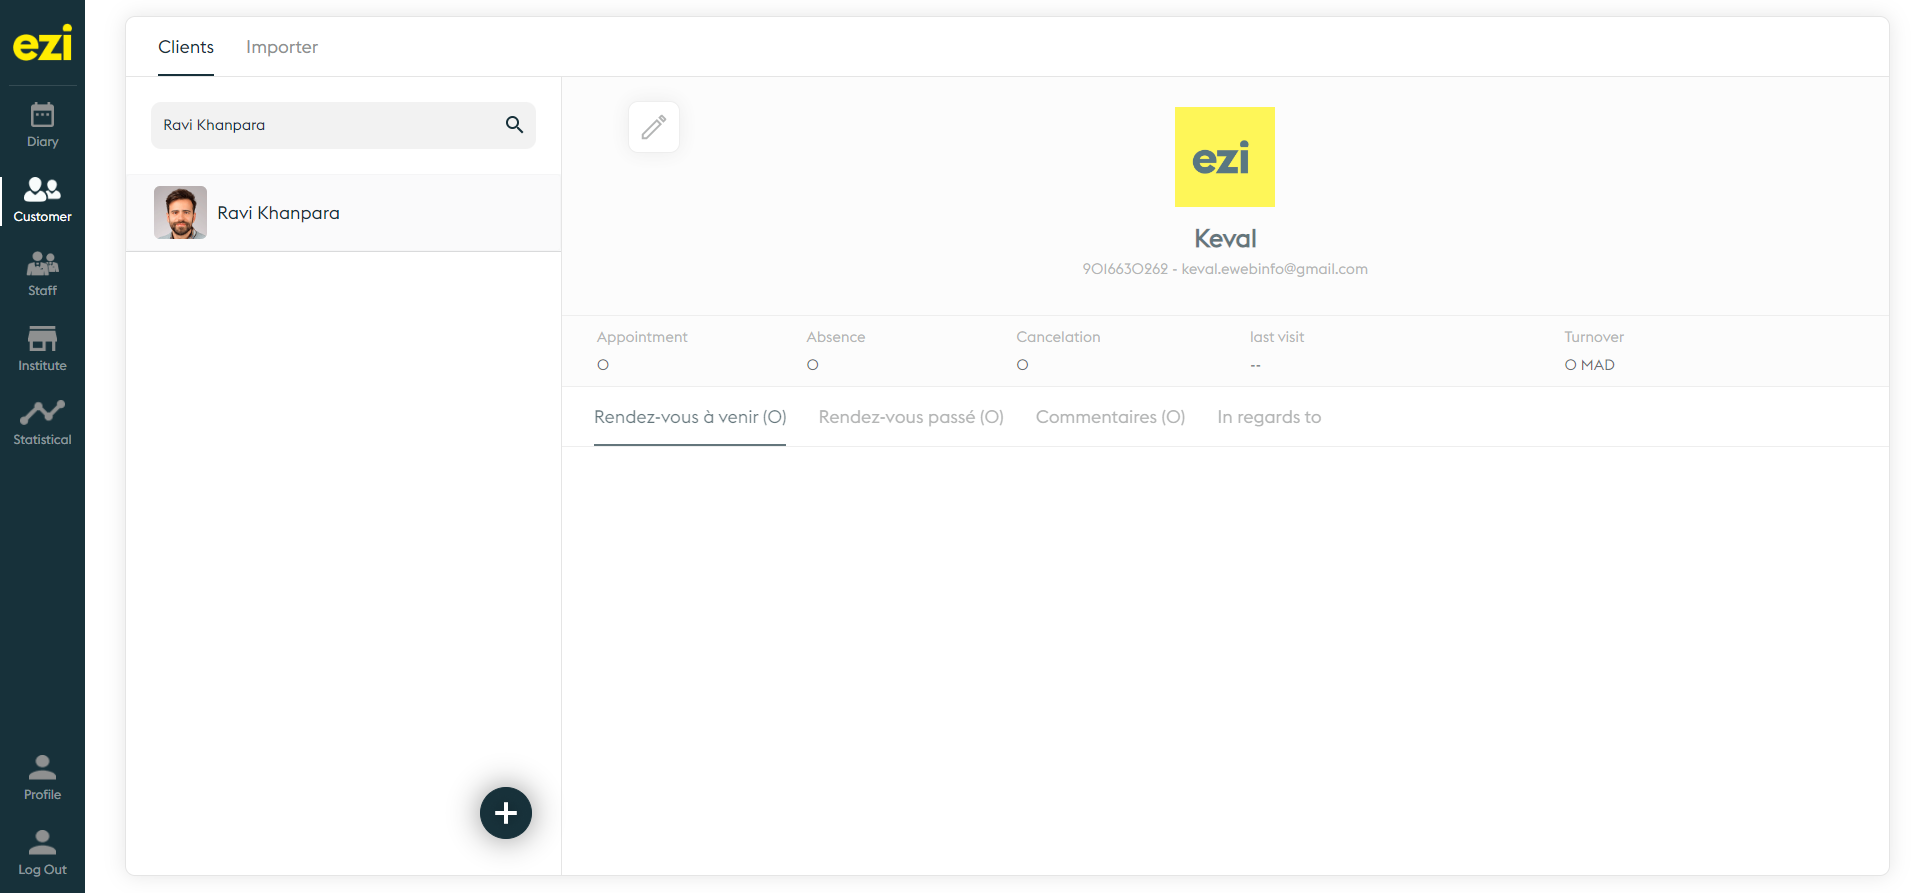 ezi
Diary
Customer
Staff
Institute
Statistical
Profile
Log Out
Clients Importer
Ravi Khanpara
Ravi Khanpara
ezi
Keval
9016630262 - keval.ewebinfo@gmail.com
Appointment Absence Cancelation last visit Turnover
0 0 0 -- 0 MAD
Rendez-vous à venir (0) Rendez-vous passé (0) Commentaires (0) In regards to